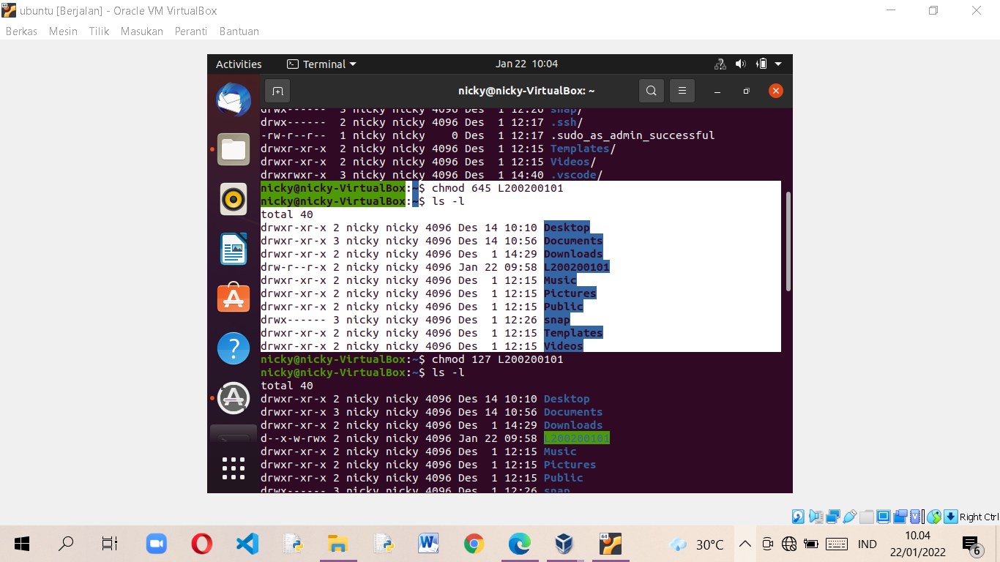 ubuntu [Berjalan] - Oracle VM VirtualBox
Berkas Mesin Tilik Masukan Peranti Bantuan
Activities Terminal Jan 22 10:04
nicky@nicky-VirtualBox: ~
drwx------ 3 nicky nicky 4096 Des 1 12:26 snap/
drwx------ 2 nicky nicky 4096 Des 1 12:17 .ssh/
-rw-r--r-- 1 nicky nicky 0 Des 1 12:17 .sudo_as_admin_successful
drwxr-xr-x 2 nicky nicky 4096 Des 1 12:15 Templates/
drwxr-xr-x 2 nicky nicky 4096 Des 1 12:15 Videos/
drwxrwxr-x 3 nicky nicky 4096 Des 1 14:40 .vscode/
nicky@nicky-VirtualBox:~$ chmod 645 L200200101
nicky@nicky-VirtualBox:~$ ls -l
total 40
drwxr-xr-x 2 nicky nicky 4096 Des 14 10:10 Desktop
drwxr-xr-x 3 nicky nicky 4096 Des 14 10:56 Documents
drwxr-xr-x 2 nicky nicky 4096 Des 1 14:29 Downloads
drw-r--r-x 2 nicky nicky 4096 Jan 22 09:58 L200200101
drwxr-xr-x 2 nicky nicky 4096 Des 1 12:15 Music
drwxr-xr-x 2 nicky nicky 4096 Des 1 12:15 Pictures
drwxr-xr-x 2 nicky nicky 4096 Des 1 12:15 Public
drwx------ 3 nicky nicky 4096 Des 1 12:26 snap
drwxr-xr-x 2 nicky nicky 4096 Des 1 12:15 Templates
drwxr-xr-x 2 nicky nicky 4096 Des 1 12:15 Videos
nicky@nicky-VirtualBox:~$ chmod 127 L200200101
nicky@nicky-VirtualBox:~$ ls -l
total 40
drwxr-xr-x 2 nicky nicky 4096 Des 14 10:10 Desktop
drwxr-xr-x 3 nicky nicky 4096 Des 14 10:56 Documents
drwxr-xr-x 2 nicky nicky 4096 Des 1 14:29 Downloads
d--x-w-rwx 2 nicky nicky 4096 Jan 22 09:58 L200200101
drwxr-xr-x 2 nicky nicky 4096 Des 1 12:15 Music
drwxr-xr-x 2 nicky nicky 4096 Des 1 12:15 Pictures
drwxr-xr-x 2 nicky nicky 4096 Des 1 12:15 Public
drwx------ 3 nicky nicky 4096 Des 1 12:26 snap
Right Ctrl
30°C IND 10.04
22/01/2022
6